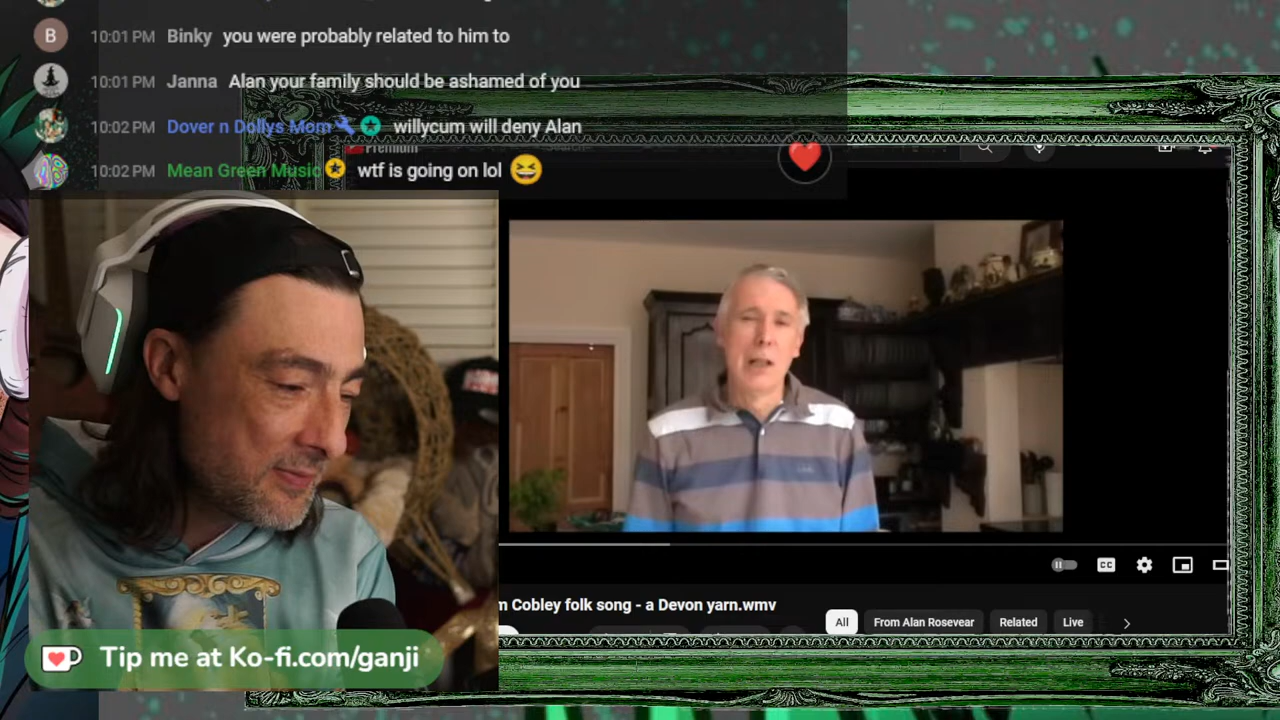 B 10:01 PM Binky you were probably related to him to
10:01 PM Janna Alan your family should be ashamed of you
10:02 PM Dover n Dollys Mom willycum will deny Alan
Premium
10:02 PM Mean Green Music wtf is going on lol
CC
m Cobley folk song - a Devon yarn.wmv
All From Alan Rosevear Related Live
Tip me at Ko-fi.com/ganji